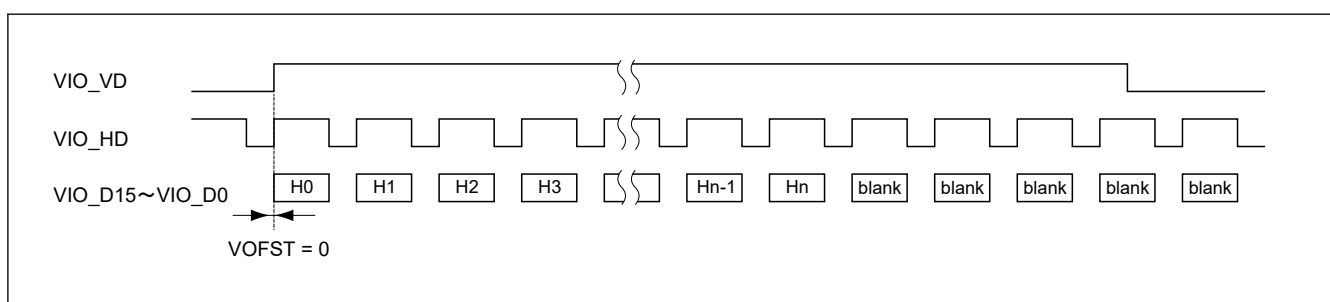 VIO_VD
VIO_HD
VIO_D15～VIO_D0 H0 H1 H2 H3 Hn-1 Hn blank blank blank blank blank
VOFST = 0